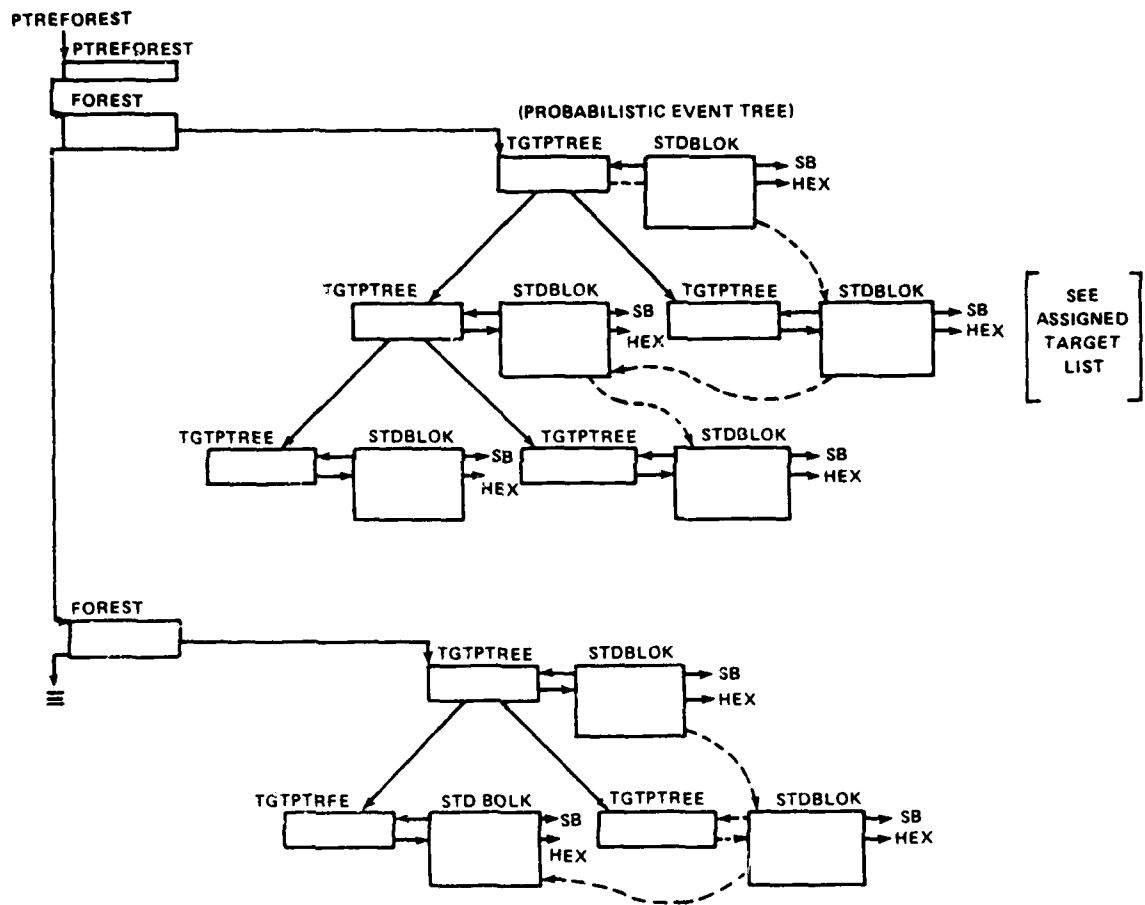 PTREFOREST
PTREFOREST
FOREST
(PROBABILISTIC EVENT TREE)
TGTPTREE STDBLOK
SB
HEX
TGTPTREE STDBLOK TGTPTREE STDBLOK
SB SB
HEX HEX
SEE
ASSIGNED
TARGET
LIST
TGTPTREE STDBLOK TGTPTREE STDBLOK
SB SB
HEX HEX
FOREST
TGTPTREE STDBLOK
SB
HEX
TGTPTRFE STD BOLK TGTPTREE STDBLOK
SB SB
HEX HEX